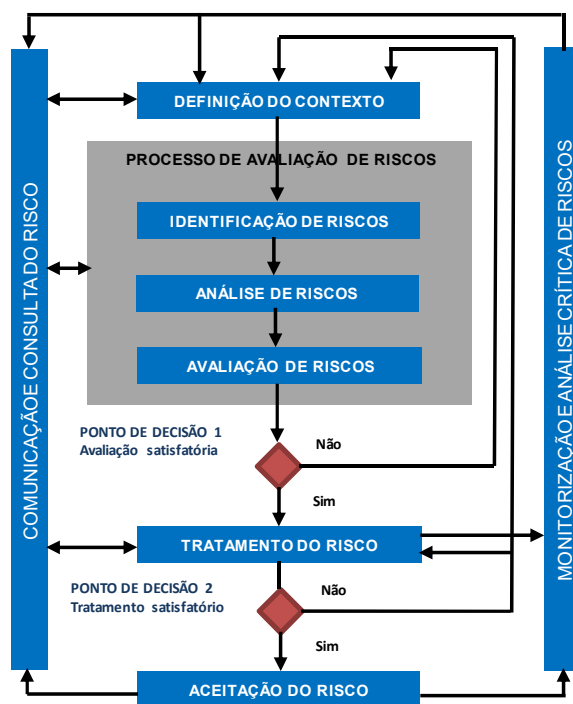 DEFINIÇÃO DO CONTEXTO
PROCESSO DE AVALIAÇÃO DE RISCOS
IDENTIFICAÇÃO DE RISCOS
ANÁLISE DE RISCOS
AVALIAÇÃO DE RISCOS
PONTO DE DECISÃO 1
Avaliação satisfatória
Não
Sim
TRATAMENTO DO RISCO
PONTO DE DECISÃO 2
Tratamento satisfatório
Não
Sim
ACEITAÇÃO DO RISCO
COMUNICAÇÃO E CONSULTA DO RISCO
MONITORIZAÇÃO E ANÁLISE CRÍTICA DE RISCOS